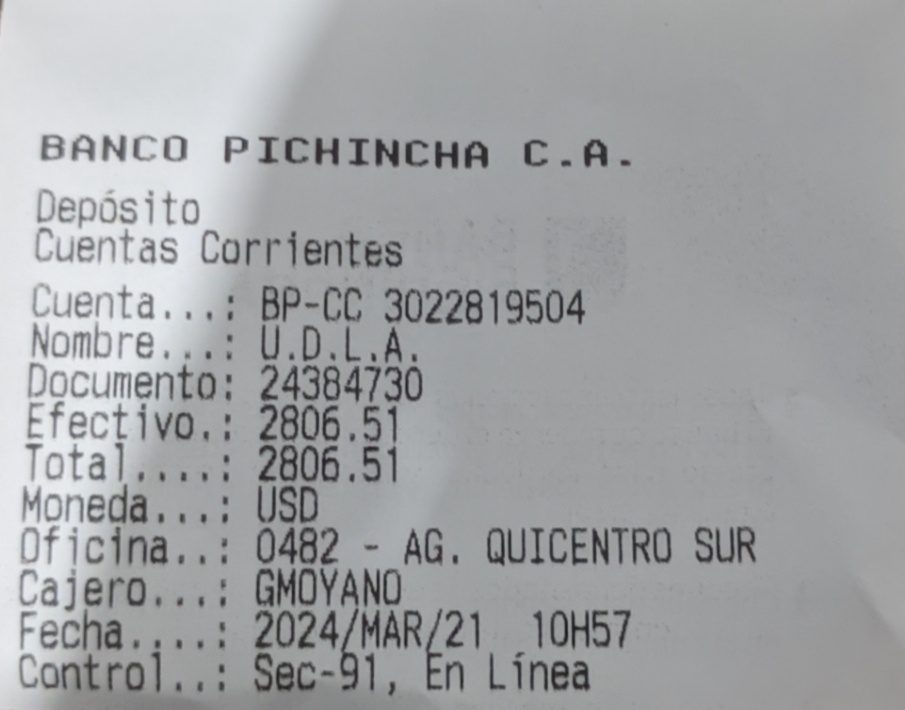 BANCO PICHINCHA C.A.
Depósito
Cuentas Corrientes
Cuenta...: BP-CC 3022819504
Nombre...: U.D.L.A.
Documento: 24384730
Efectivo.: 2806.51
Total....: 2806.51
Moneda...: USD
Oficina..: 0482 - AG. QUICENTRO SUR
Cajero...: GMOYANO
Fecha....: 2024/MAR/21  10H57
Control..: Sec-91, En Línea